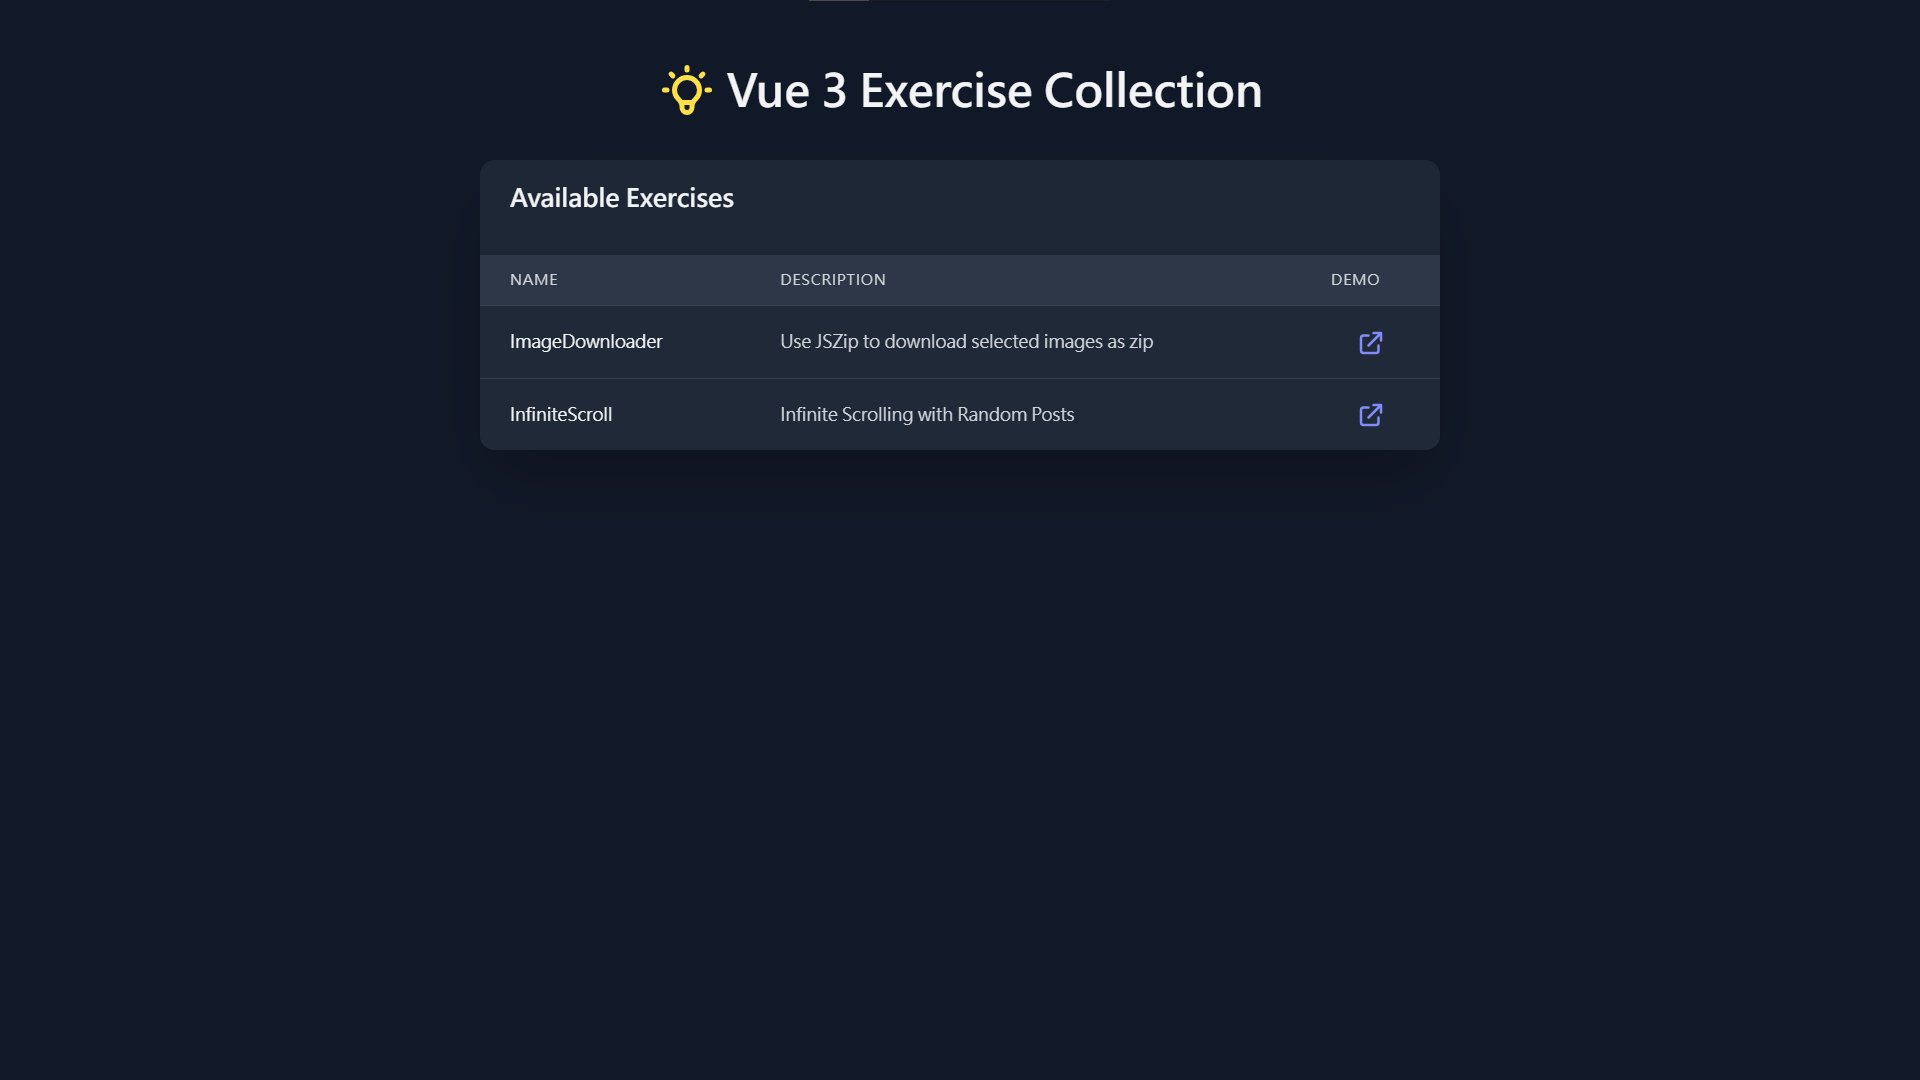 Vue 3 Exercise Collection
Available Exercises
NAME DESCRIPTION DEMO
ImageDownloader Use JSZip to download selected images as zip
InfiniteScroll Infinite Scrolling with Random Posts